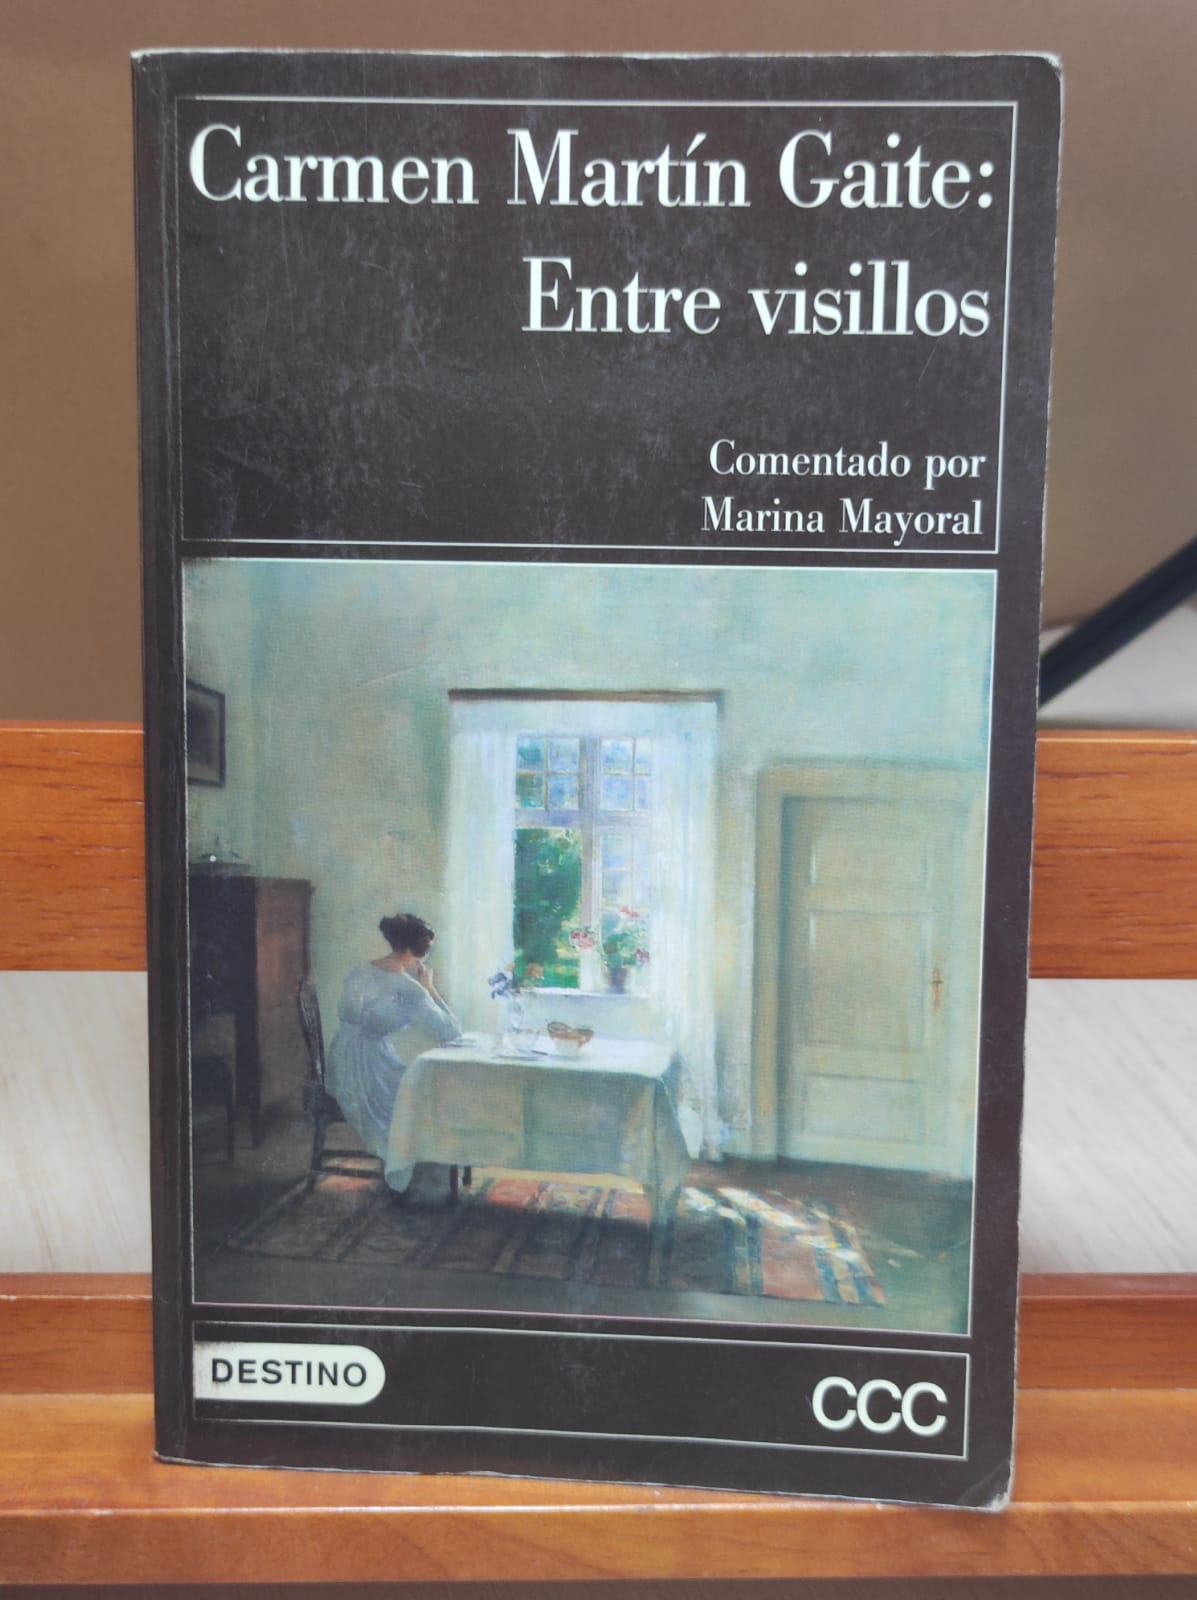 Carmen Martín Gaite:
Entre visillos
Comentado por
Marina Mayoral
DESTINO
CCC